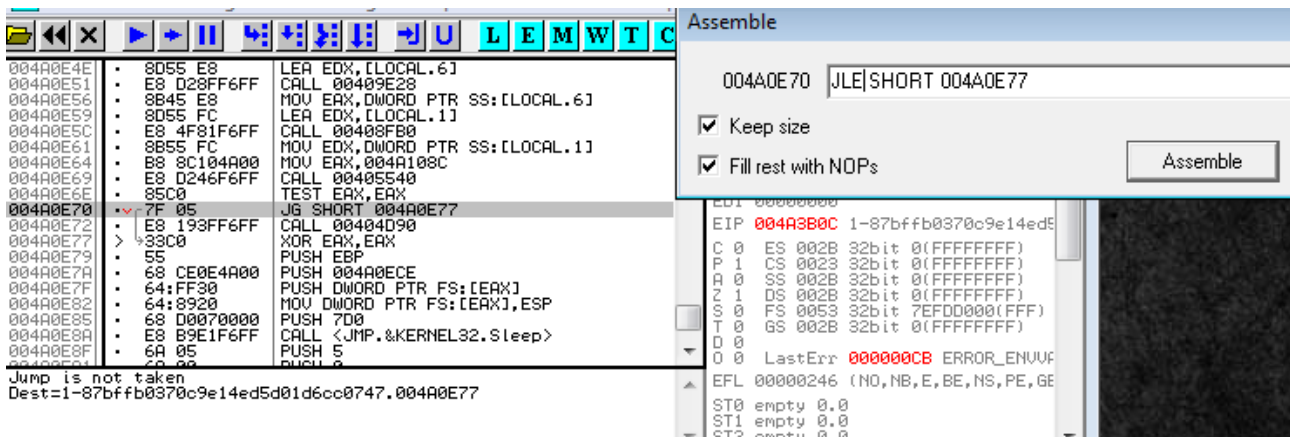 L E M W T C
004A0E4E · 8D55 E8 LEA EDX,[LOCAL.6]
004A0E51 · E8 D28FF6FF CALL 00409E28
004A0E56 · 8B45 E8 MOV EAX,DWORD PTR SS:[LOCAL.6]
004A0E59 · 8D55 FC LEA EDX,[LOCAL.1]
004A0E5C · E8 4F81F6FF CALL 00408FB0
004A0E61 · 8B55 FC MOV EDX,DWORD PTR SS:[LOCAL.1]
004A0E64 · B8 8C104A00 MOV EAX,004A108C
004A0E69 · E8 D246F6FF CALL 00405540
004A0E6E · 85C0 TEST EAX,EAX
004A0E70 · 7F 05 JG SHORT 004A0E77
004A0E72 · E8 193FF6FF CALL 00404D90
004A0E77 > 33C0 XOR EAX,EAX
004A0E79 · 55 PUSH EBP
004A0E7A · 68 CE0E4A00 PUSH 004A0ECE
004A0E7F · 64:FF30 PUSH DWORD PTR FS:[EAX]
004A0E82 · 64:8920 MOV DWORD PTR FS:[EAX],ESP
004A0E85 · 68 D0070000 PUSH 7D0
004A0E8A · E8 B9E1F6FF CALL <JMP.&KERNEL32.Sleep>
004A0E8F · 6A 05 PUSH 5
Jump is not taken
Dest=1-87bffb0370c9e14ed5d01d6cc0747.004A0E77
Assemble
004A0E70 JLE SHORT 004A0E77
Keep size
Fill rest with NOPs
Assemble
EDI 00000000
EIP 004A3B0C 1-87bffb0370c9e14ed5
C 0 ES 002B 32bit 0(FFFFFFFF)
P 1 CS 0023 32bit 0(FFFFFFFF)
A 0 SS 002B 32bit 0(FFFFFFFF)
Z 1 DS 002B 32bit 0(FFFFFFFF)
S 0 FS 0053 32bit 7EFDD000(FFF)
T 0 GS 002B 32bit 0(FFFFFFFF)
D 0
O 0 LastErr 000000CB ERROR_ENVVA
EFL 00000246 (NO,NB,E,BE,NS,PE,GE
ST0 empty 0.0
ST1 empty 0.0
ST2 empty 0.0